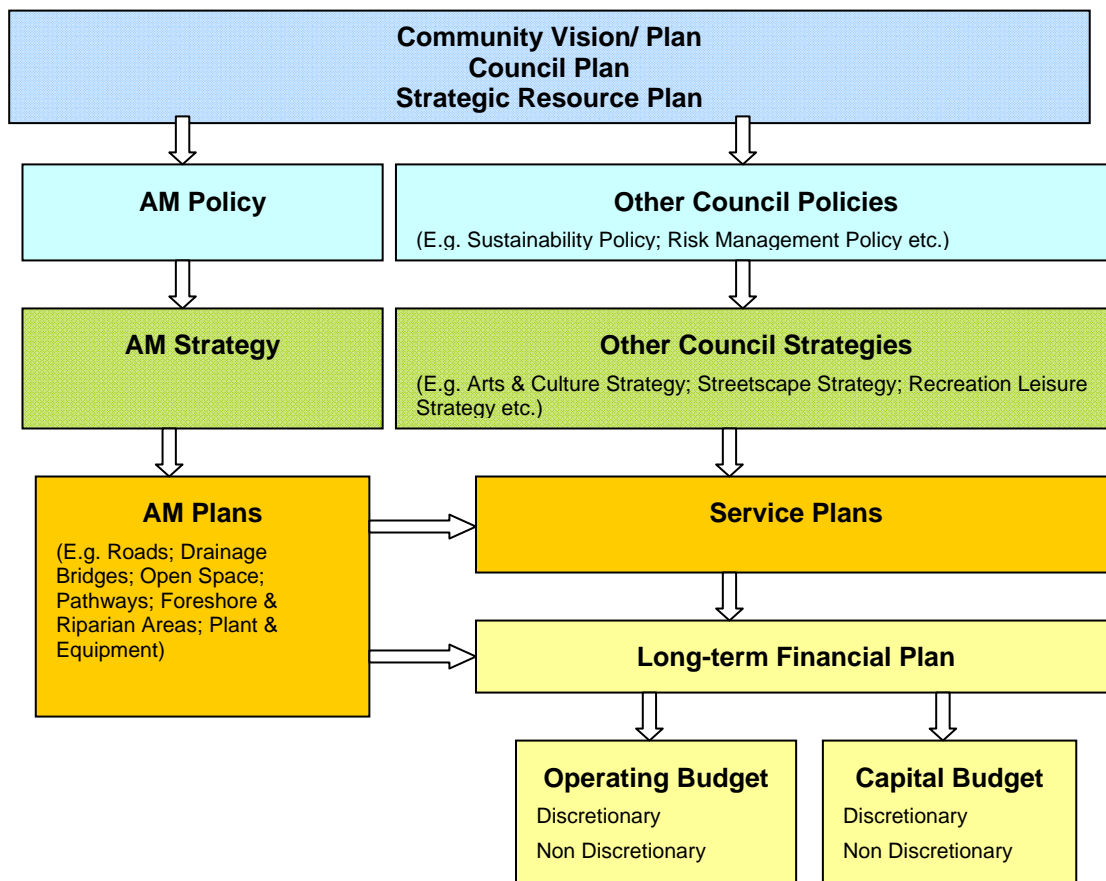 Community Vision/ Plan
Council Plan
Strategic Resource Plan
AM Policy
Other Council Policies
(E.g. Sustainability Policy; Risk Management Policy etc.)
AM Strategy
Other Council Strategies
(E.g. Arts & Culture Strategy; Streetscape Strategy; Recreation Leisure
Strategy etc.)
AM Plans
(E.g. Roads; Drainage
Bridges; Open Space;
Pathways; Foreshore &
Riparian Areas; Plant &
Equipment)
Service Plans
Long-term Financial Plan
Operating Budget
Discretionary
Non Discretionary
Capital Budget
Discretionary
Non Discretionary